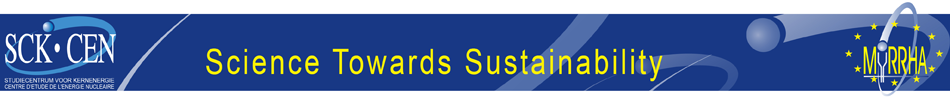 SCK•CEN
STUDIECENTRUM VOOR KERNENERGIE
CENTRE D'ETUDE DE L'ENERGIE NUCLEAIRE
Science Towards Sustainability
MYRRHA